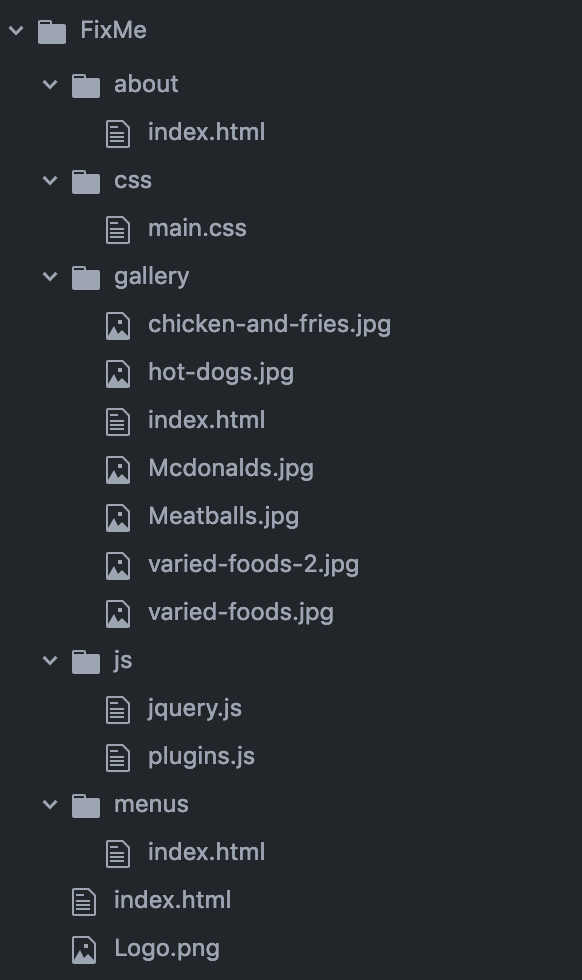 FixMe
about
index.html
css
main.css
gallery
chicken-and-fries.jpg
hot-dogs.jpg
index.html
Mcdonalds.jpg
Meatballs.jpg
varied-foods-2.jpg
varied-foods.jpg
js
jquery.js
plugins.js
menus
index.html
index.html
Logo.png